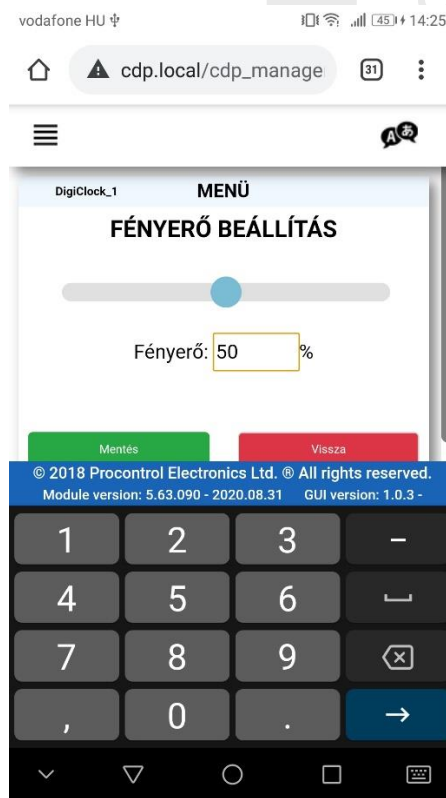 vodafone HU 45 14:25
cdp.local/cdp_manage 31
A あ
DigiClock_1 MENÜ
FÉNYERŐ BEÁLLÍTÁS
Fényerő: 50 %
Mentés Vissza
© 2018 Procontrol Electronics Ltd. ® All rights reserved.
Module version: 5.63.090 - 2020.08.31 GUI version: 1.0.3 -
1 2 3 –
4 5 6
7 8 9
, 0 .